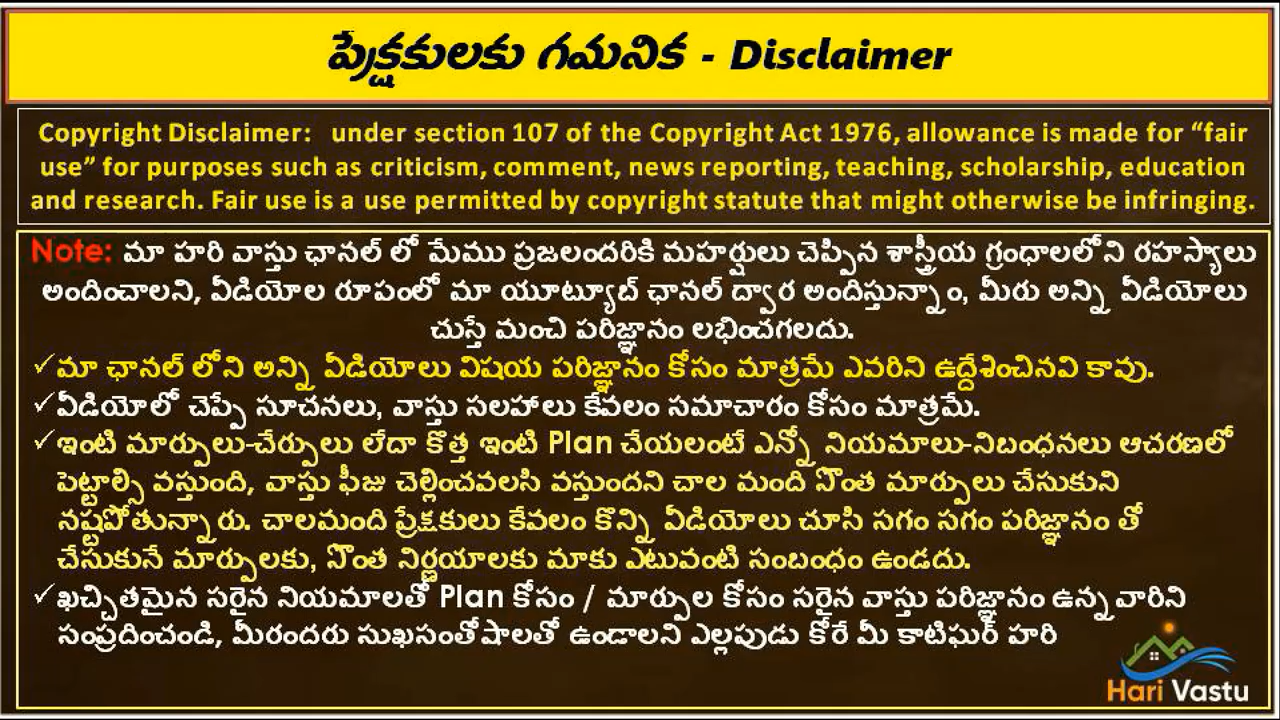 ప్రేక్షకులకు గమనిక - Disclaimer
Copyright Disclaimer: under section 107 of the Copyright Act 1976, allowance is made for “fair
use” for purposes such as criticism, comment, news reporting, teaching, scholarship, education
and research. Fair use is a use permitted by copyright statute that might otherwise be infringing.
Note: మా హరి వాస్తు ఛానల్ లో మేము ప్రజలందరికి మహర్షులు చెప్పిన శాస్త్రీయ గ్రంధాలలోని రహస్యాలు
అందించాలని, వీడియోల రూపంలో మా యూట్యూబ్ ఛానల్ ద్వార అందిస్తున్నాం, మీరు అన్ని వీడియోలు
చుస్తే మంచి పరిజ్ఞానం లభించగలదు.
✓మా ఛానల్ లోని అన్ని వీడియోలు విషయ పరిజ్ఞానం కోసం మాత్రమే ఎవరిని ఉద్దేశించినవి కావు.
✓వీడియోలో చెప్పే సూచనలు, వాస్తు సలహాలు కేవలం సమాచారం కోసం మాత్రమే.
✓ఇంటి మార్పులు-చేర్పులు లేదా కొత్త ఇంటి Plan చేయలంటే ఎన్నో నియమాలు-నిబంధనలు ఆచరణలో
పెట్టాల్సి వస్తుంది, వాస్తు ఫీజు చెల్లించవలసి వస్తుందని చాల మంది సొంత మార్పులు చేసుకుని
నష్టపోతున్నారు. చాలమంది ప్రేక్షకులు కేవలం కొన్ని వీడియోలు చూసి సగం సగం పరిజ్ఞానం తో
చేసుకునే మార్పులకు, సొంత నిర్ణయాలకు మాకు ఎటువంటి సంబంధం ఉండదు.
✓ఖచ్చితమైన సరైన నియమాలతో Plan కోసం / మార్పుల కోసం సరైన వాస్తు పరిజ్ఞానం ఉన్నవారిని
సంప్రదించండి, మీరందరు సుఖసంతోషాలతో ఉండాలని ఎల్లపుడు కోరే మీ కాటిఘర్ హరి
Hari Vastu